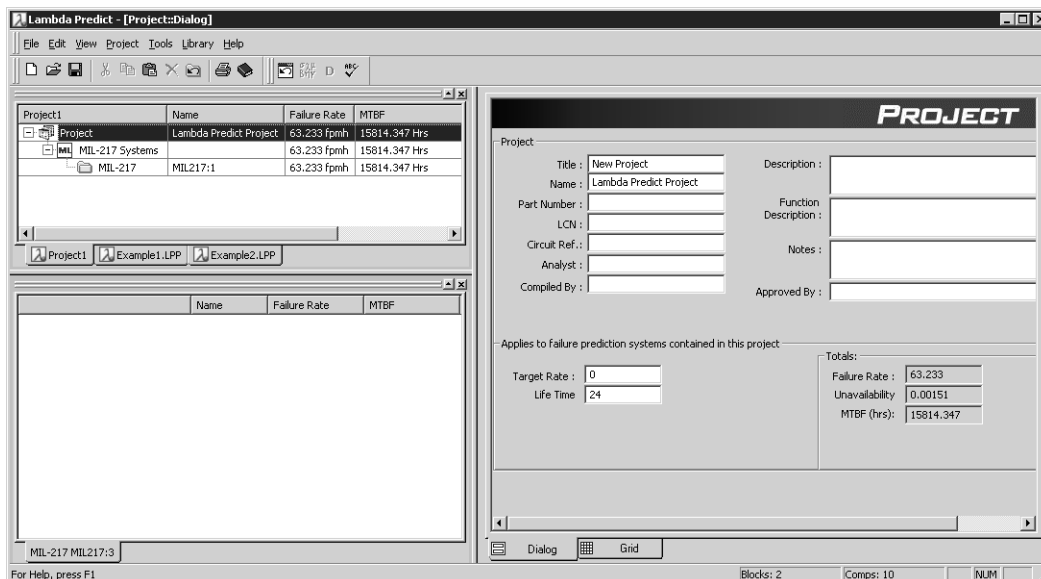 Lambda Predict - [Project::Dialog]
File Edit View Project Tools Library Help
Project1 Name Failure Rate MTBF
Project Lambda Predict Project 63.233 fpmh 15814.347 Hrs
ML MIL-217 Systems 63.233 fpmh 15814.347 Hrs
MIL-217 MIL217:1 63.233 fpmh 15814.347 Hrs
Project1 Example1.LPP Example2.LPP
Name Failure Rate MTBF
MIL-217 MIL217:3
PROJECT
Project
Title : New Project
Name : Lambda Predict Project
Part Number :
LCN :
Circuit Ref.:
Analyst :
Compiled By :
Description :
Function
Description :
Notes :
Approved By :
Applies to failure prediction systems contained in this project
Target Rate : 0
Life Time 24
Totals:
Failure Rate : 63.233
Unavailability 0.00151
MTBF (hrs): 15814.347
Dialog Grid
For Help, press F1 Blocks: 2 Comps: 10 NUM